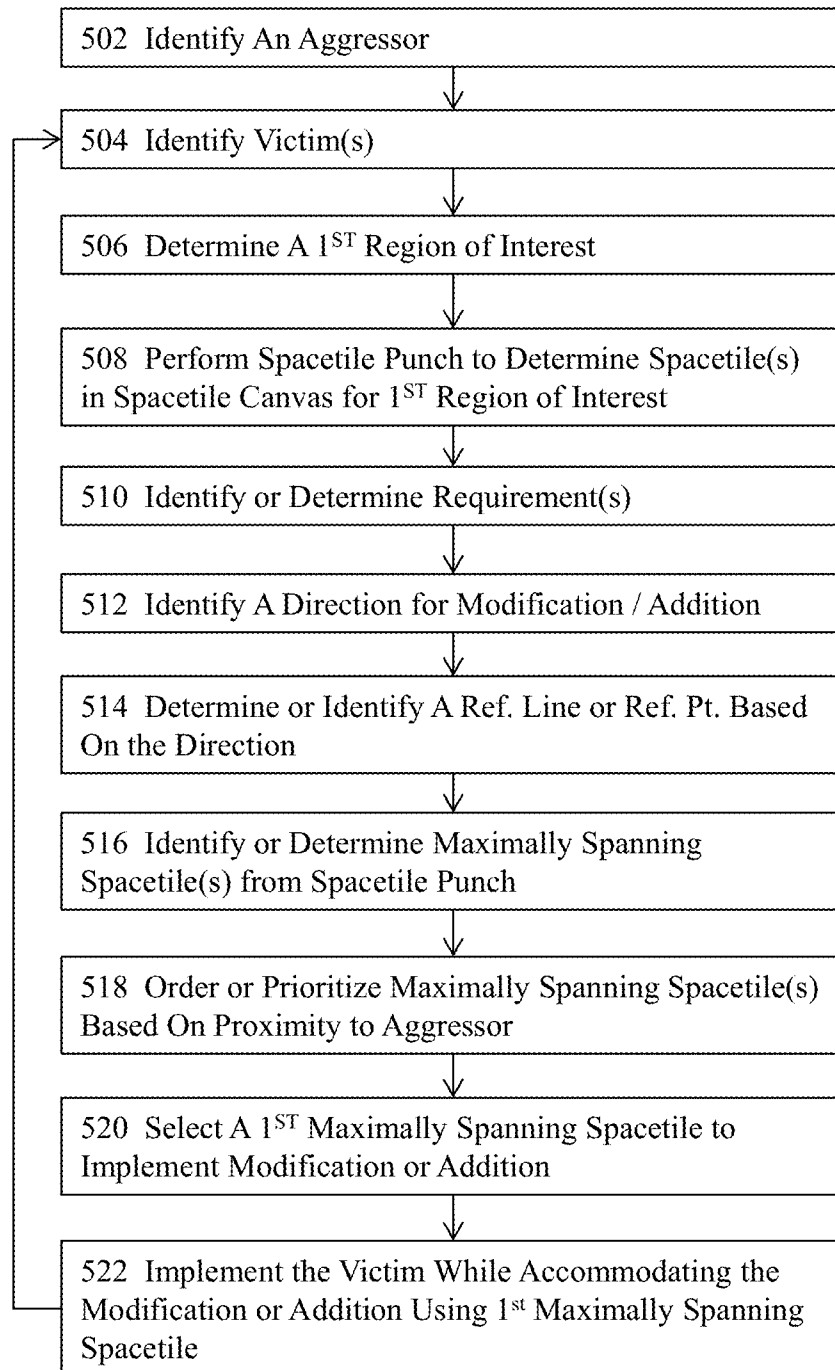 502 Identify An Aggressor
504 Identify Victim(s)
506 Determine A 1ST Region of Interest
508 Perform Spacetile Punch to Determine Spacetile(s)
in Spacetile Canvas for 1ST Region of Interest
510 Identify or Determine Requirement(s)
512 Identify A Direction for Modification / Addition
514 Determine or Identify A Ref. Line or Ref. Pt. Based
On the Direction
516 Identify or Determine Maximally Spanning
Spacetile(s) from Spacetile Punch
518 Order or Prioritize Maximally Spanning Spacetile(s)
Based On Proximity to Aggressor
520 Select A 1ST Maximally Spanning Spacetile to
Implement Modification or Addition
522 Implement the Victim While Accommodating the
Modification or Addition Using 1st Maximally Spanning
Spacetile